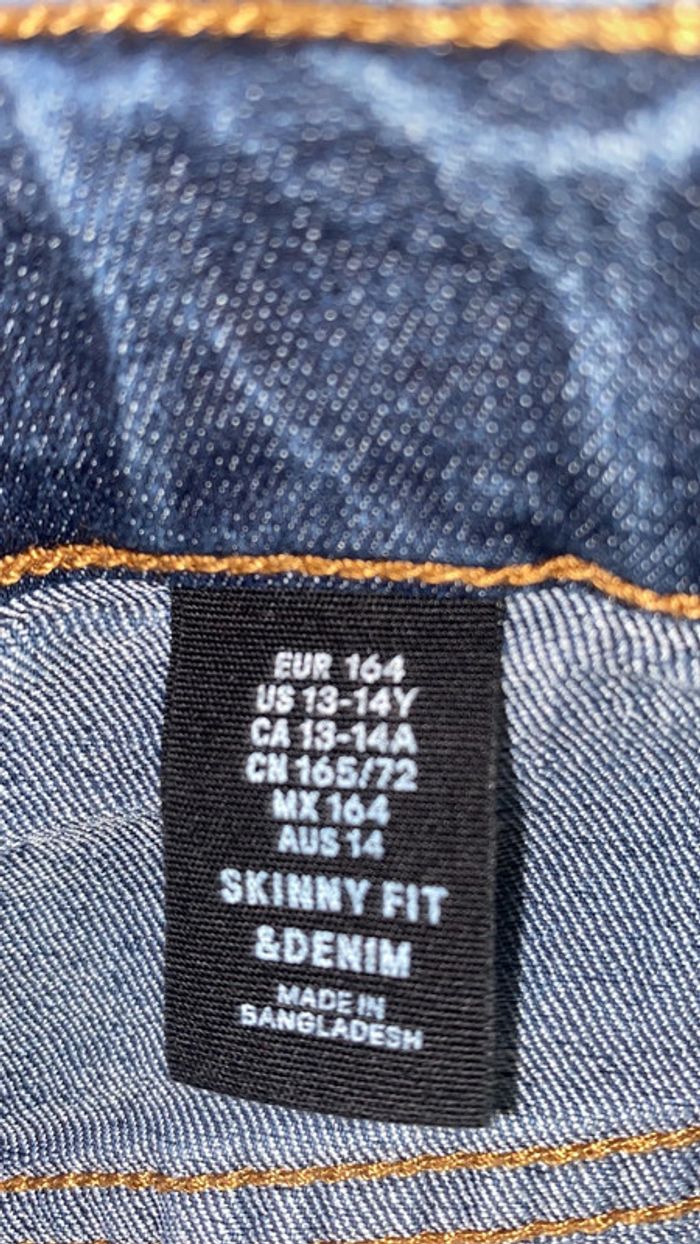 EUR 164
US 13-14Y
CA 13-14A
CN 165/72
MX 164
AUS 14
SKINNY FIT
&DENIM
MADE IN
BANGLADESH